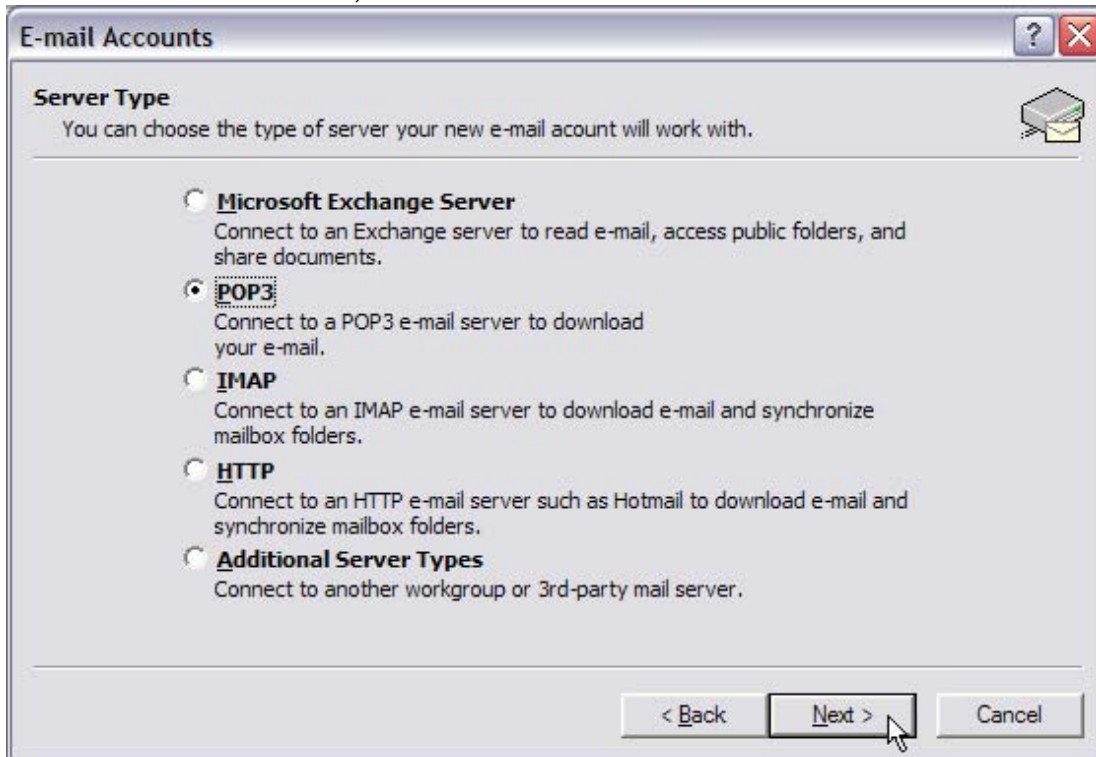 E-mail Accounts
Server Type
You can choose the type of server your new e-mail acount will work with.
Microsoft Exchange Server
Connect to an Exchange server to read e-mail, access public folders, and
share documents.
POP3
Connect to a POP3 e-mail server to download
your e-mail.
IMAP
Connect to an IMAP e-mail server to download e-mail and synchronize
mailbox folders.
HTTP
Connect to an HTTP e-mail server such as Hotmail to download e-mail and
synchronize mailbox folders.
Additional Server Types
Connect to another workgroup or 3rd-party mail server.
< Back Next > Cancel